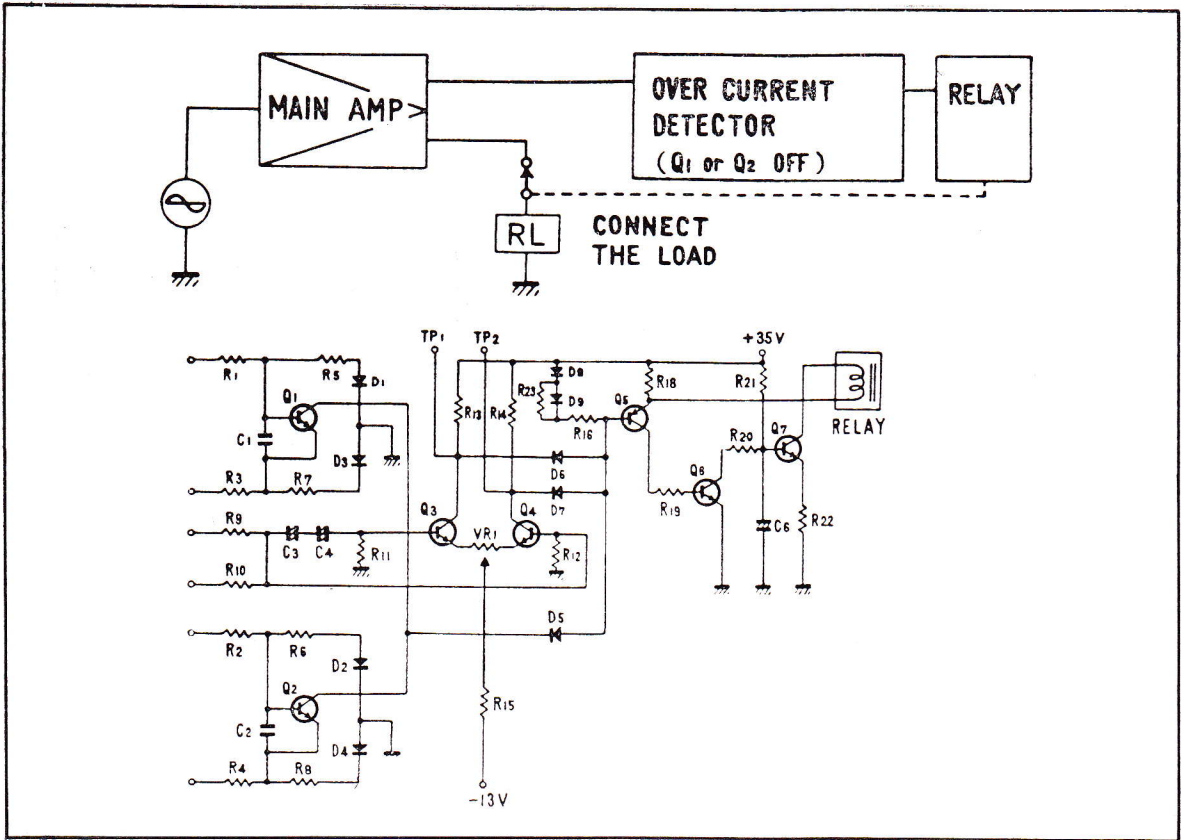 MAIN AMP
OVER CURRENT
DETECTOR
(Q1 or Q2 OFF)
RELAY
RL
CONNECT
THE LOAD
TP1
TP2
+35V
R1
R5
D1
D8
R23
D9
R18
R21
Q1
R13
R14
Q5
R16
RELAY
C1
D3
R20
Q7
D6
R3
R7
Q6
D7
Q3
Q4
R19
R9
VR1
C6
R22
C3
C4
R11
R12
R10
D5
R2
R6
D2
Q2
R15
C2
D4
R4
R8
-13V